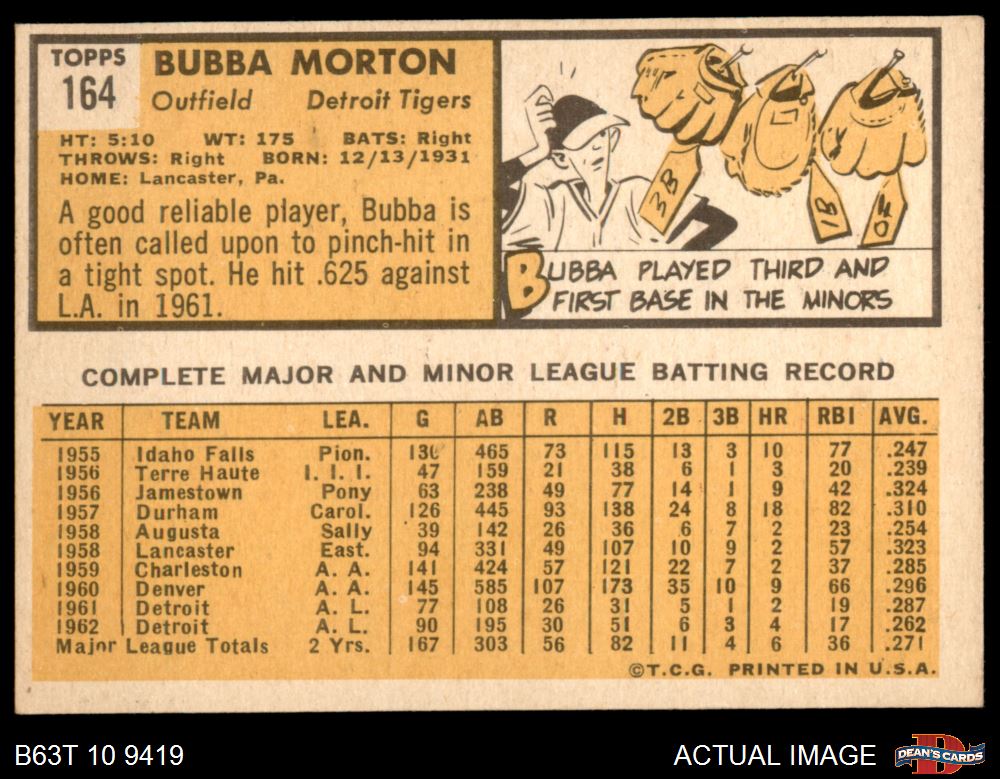 TOPPS
164
BUBBA MORTON
Outfield Detroit Tigers
HT: 5:10 WT: 175 BATS: Right
THROWS: Right BORN: 12/13/1931
HOME: Lancaster, Pa.
A good reliable player, Bubba is
often called upon to pinch-hit in
a tight spot. He hit .625 against
L.A. in 1961.
3B
1B
BUBBA PLAYED THIRD AND
FIRST BASE IN THE MINORS
COMPLETE MAJOR AND MINOR LEAGUE BATTING RECORD
YEAR TEAM LEA. G AB R H 2B 3B HR RBI AVG.
1955 Idaho Falls Pion. 130 465 73 115 13 3 10 77 .247
1956 Terre Haute I. I. I. 47 159 21 38 6 1 3 20 .239
1956 Jamestown Pony 63 238 49 77 14 1 9 42 .324
1957 Durham Carol. 126 445 93 138 24 8 18 82 .310
1958 Augusta Sally 39 142 26 36 6 7 2 23 .254
1958 Lancaster East. 94 331 49 107 10 9 2 57 .323
1959 Charleston A. A. 141 424 57 121 22 7 2 37 .285
1960 Denver A. A. 145 585 107 173 35 10 9 66 .296
1961 Detroit A. L. 77 108 26 31 5 1 2 19 .287
1962 Detroit A. L. 90 195 30 51 6 3 4 17 .262
Major League Totals 2 Yrs. 167 303 56 82 11 4 6 36 .271
©T.C.G. PRINTED IN U.S.A.
B63T 10 9419
ACTUAL IMAGE
DEAN'S CARDS